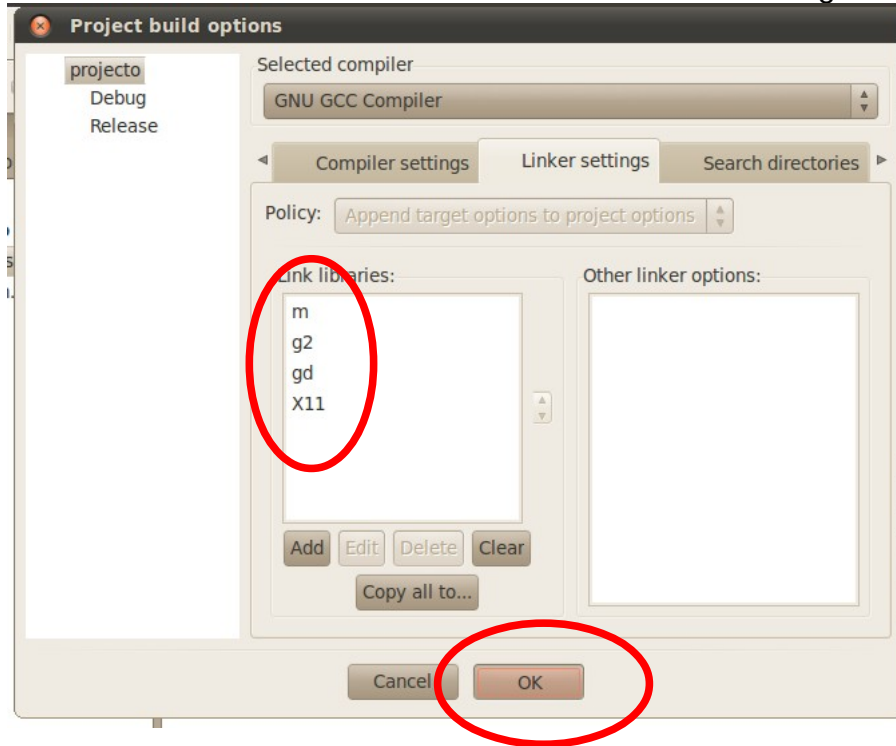 Project build options
projecto
Debug
Release
Selected compiler
GNU GCC Compiler
Compiler settings Linker settings Search directories
Policy: Append target options to project options
Link libraries:
m
g2
gd
X11
Add Edit Delete Clear
Copy all to...
Other linker options:
Cancel OK